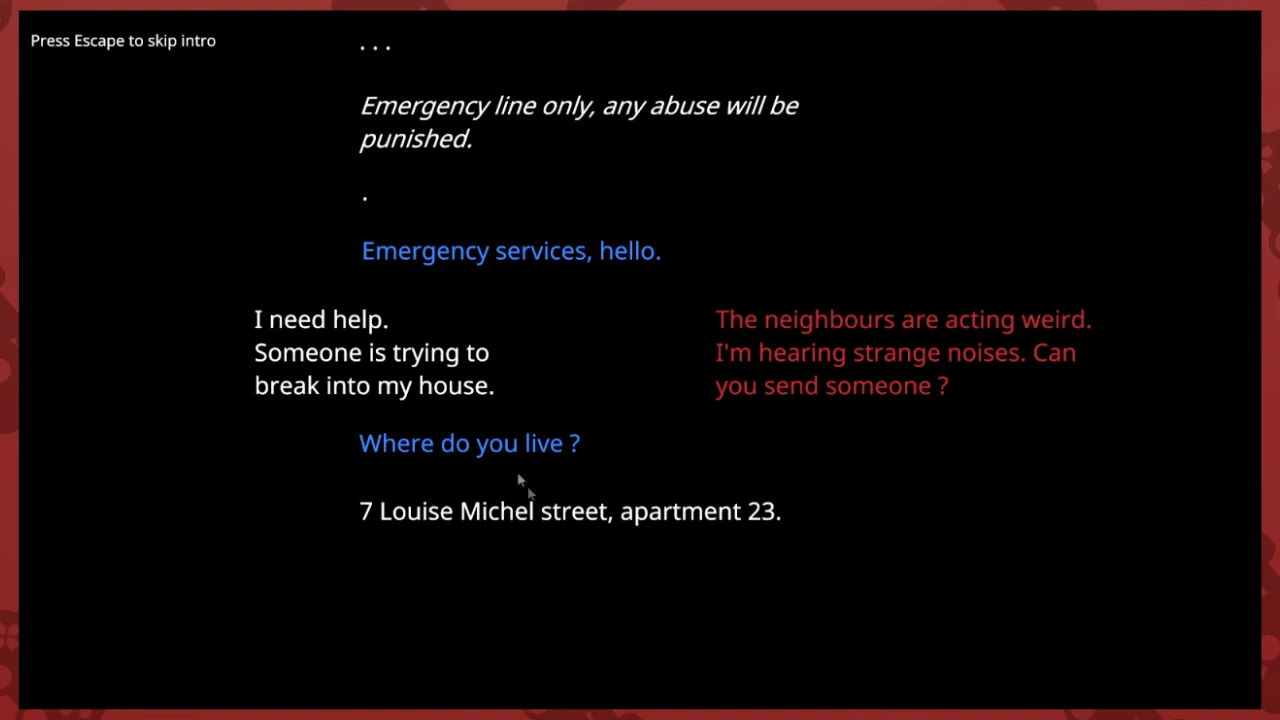 Press Escape to skip intro
. . .
Emergency line only, any abuse will be
punished.
.
Emergency services, hello.
I need help.
Someone is trying to
break into my house.
The neighbours are acting weird.
I'm hearing strange noises. Can
you send someone ?
Where do you live ?
7 Louise Michel street, apartment 23.